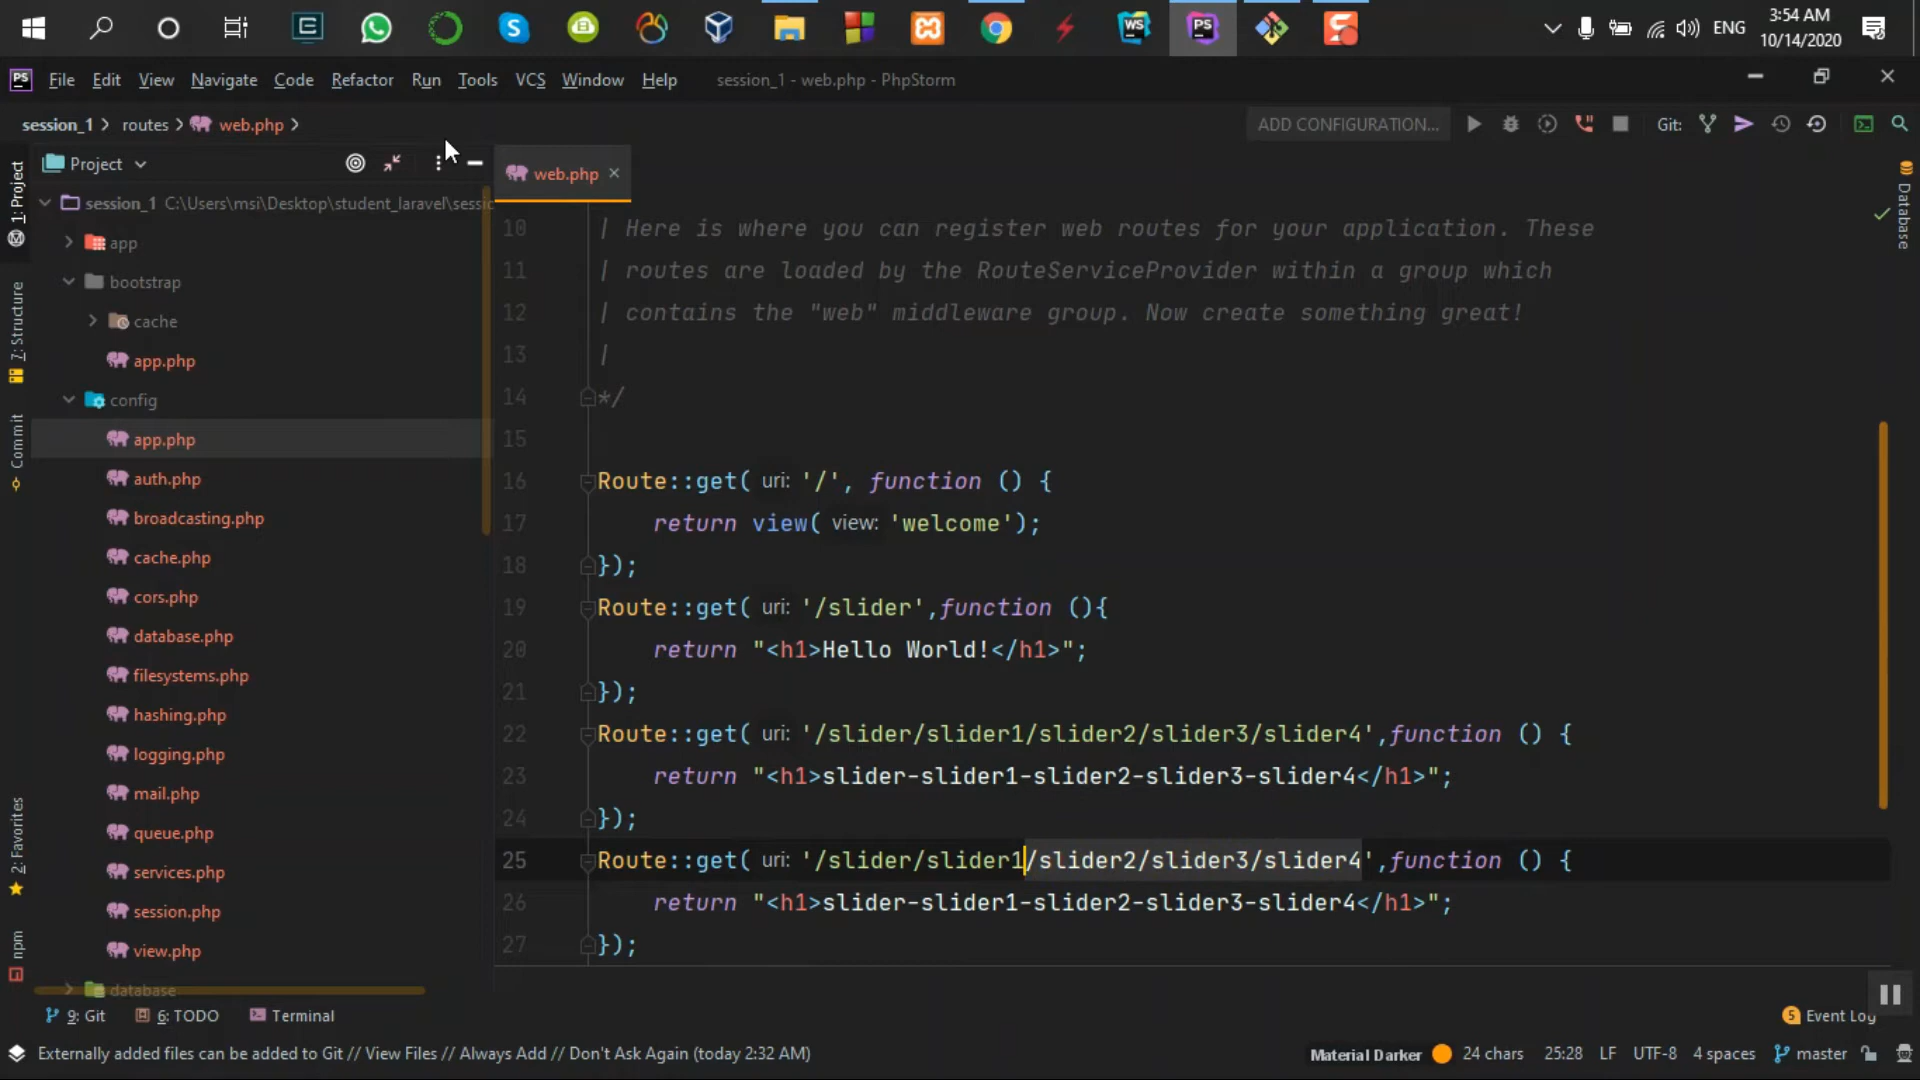 ENG
3:54 AM
10/14/2020
PS File Edit View Navigate Code Refactor Run Tools VCS Window Help session_1 - web.php - PhpStorm
session_1 routes web.php
ADD CONFIGURATION... Git:
Project
web.php
session_1 C:\Users\msi\Desktop\student_laravel\sessic
app
bootstrap
cache
app.php
config
app.php
auth.php
broadcasting.php
cache.php
cors.php
database.php
filesystems.php
hashing.php
logging.php
mail.php
queue.php
services.php
session.php
view.php
database
1: Project
7: Structure
Commit
2: Favorites
npm
Database
10 | Here is where you can register web routes for your application. These
11 | routes are loaded by the RouteServiceProvider within a group which
12 | contains the "web" middleware group. Now create something great!
13 |
14 */
15
16 Route::get( uri: '/', function () {
17 return view( view: 'welcome');
18 });
19 Route::get( uri: '/slider',function (){
20 return "<h1>Hello World!</h1>";
21 });
22 Route::get( uri: '/slider/slider1/slider2/slider3/slider4',function () {
23 return "<h1>slider-slider1-slider2-slider3-slider4</h1>";
24 });
25 Route::get( uri: '/slider/slider1/slider2/slider3/slider4',function () {
26 return "<h1>slider-slider1-slider2-slider3-slider4</h1>";
27 });
9: Git 6: TODO Terminal
5 Event Log
Externally added files can be added to Git // View Files // Always Add // Don't Ask Again (today 2:32 AM)
Material Darker 24 chars 25:28 LF UTF-8 4 spaces master